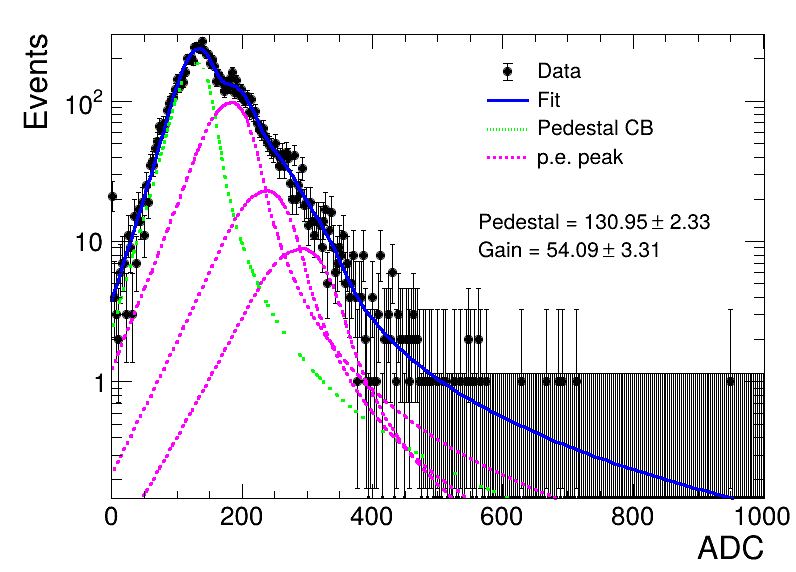 Events
10²
10
1
Data
Fit
Pedestal CB
p.e. peak
Pedestal = 130.95 ± 2.33
Gain = 54.09 ± 3.31
0 200 400 600 800 1000
ADC